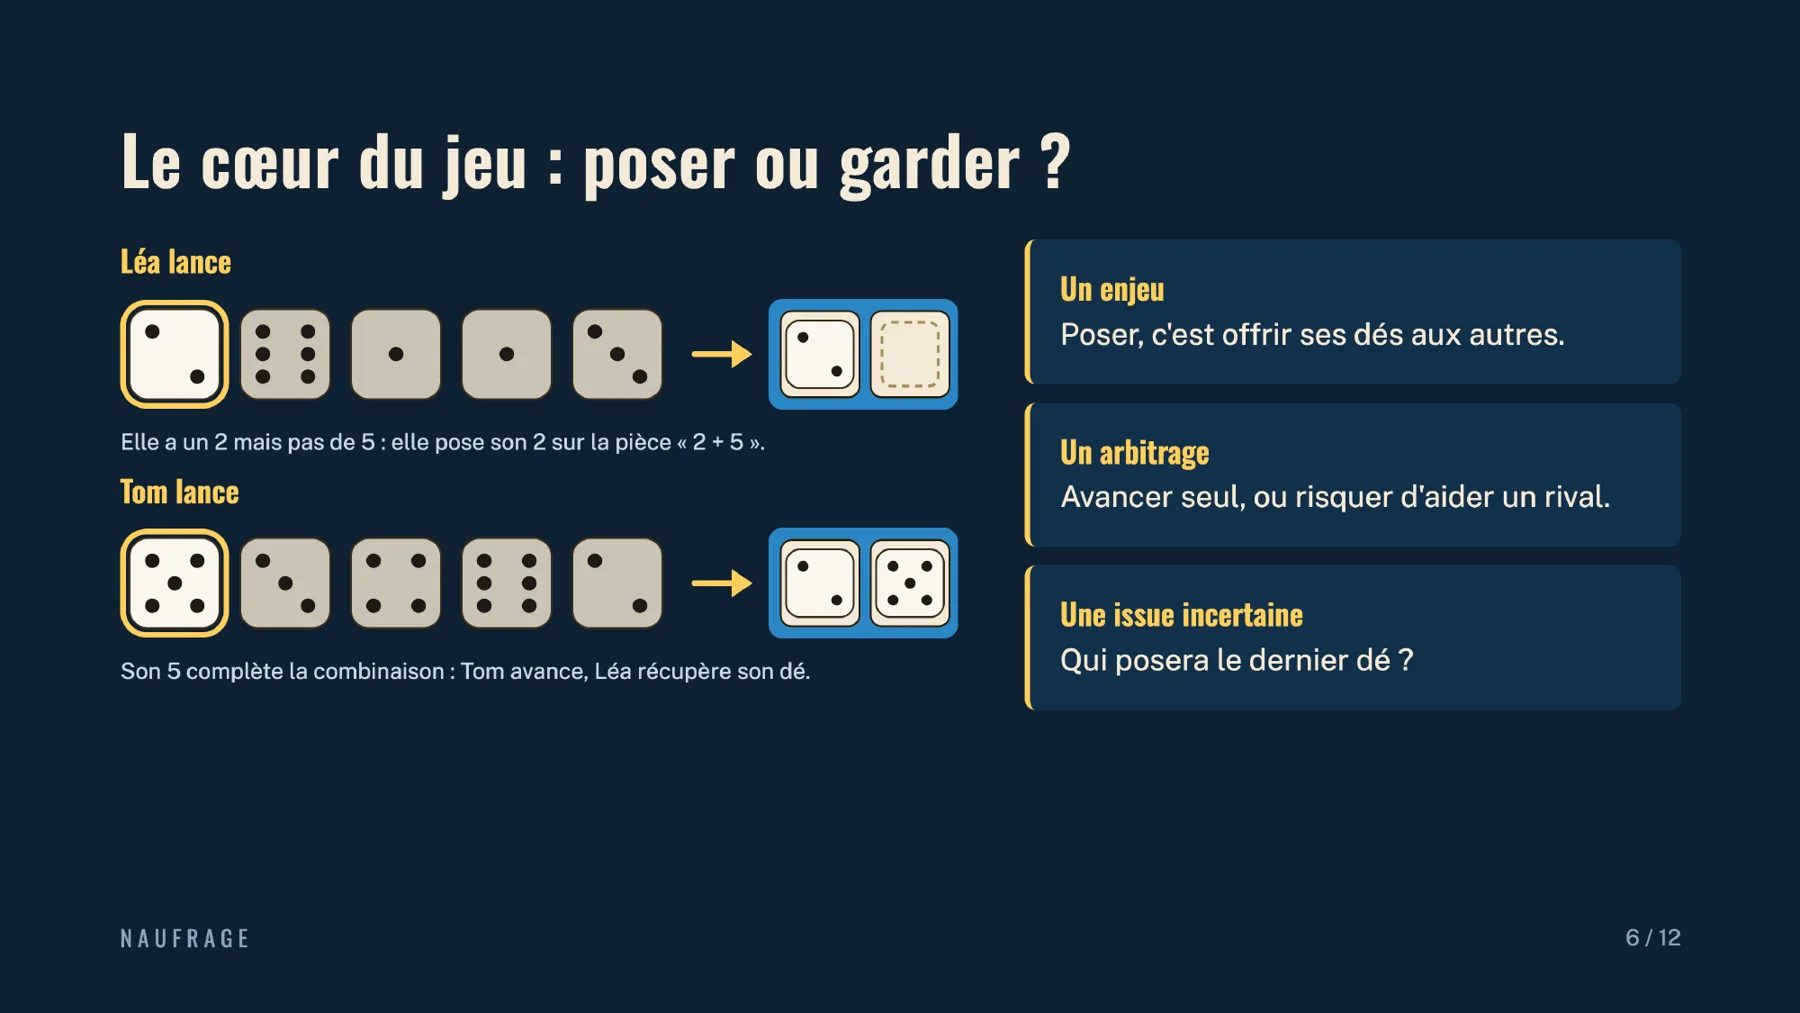 Le cœur du jeu : poser ou garder ?
Léa lance
Elle a un 2 mais pas de 5 : elle pose son 2 sur la pièce « 2 + 5 ».
Tom lance
Son 5 complète la combinaison : Tom avance, Léa récupère son dé.
Un enjeu
Poser, c'est offrir ses dés aux autres.
Un arbitrage
Avancer seul, ou risquer d'aider un rival.
Une issue incertaine
Qui posera le dernier dé ?
NAUFRAGE
6 / 12